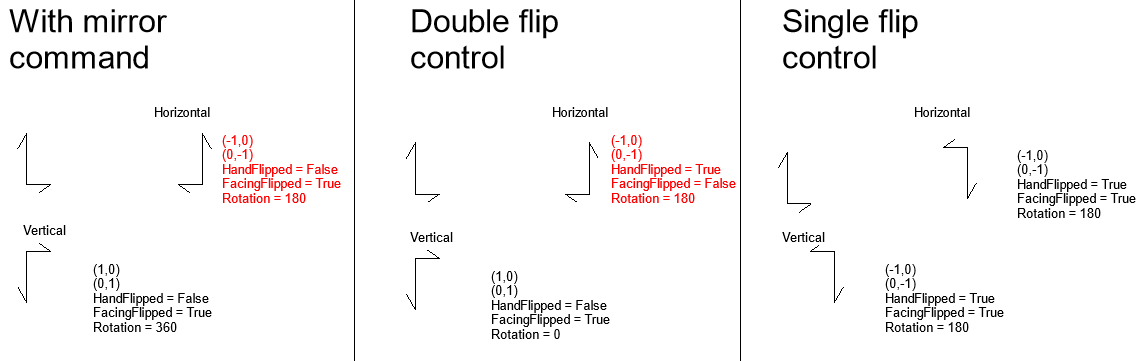 With mirror
command
Horizontal
(-1,0)
(0,-1)
HandFlipped = False
FacingFlipped = True
Rotation = 180
Vertical
(1,0)
(0,1)
HandFlipped = False
FacingFlipped = True
Rotation = 360
Double flip
control
Horizontal
(-1,0)
(0,-1)
HandFlipped = True
FacingFlipped = False
Rotation = 180
Vertical
(1,0)
(0,1)
HandFlipped = False
FacingFlipped = True
Rotation = 0
Single flip
control
Horizontal
(-1,0)
(0,-1)
HandFlipped = True
FacingFlipped = True
Rotation = 180
Vertical
(-1,0)
(0,-1)
HandFlipped = True
FacingFlipped = True
Rotation = 180